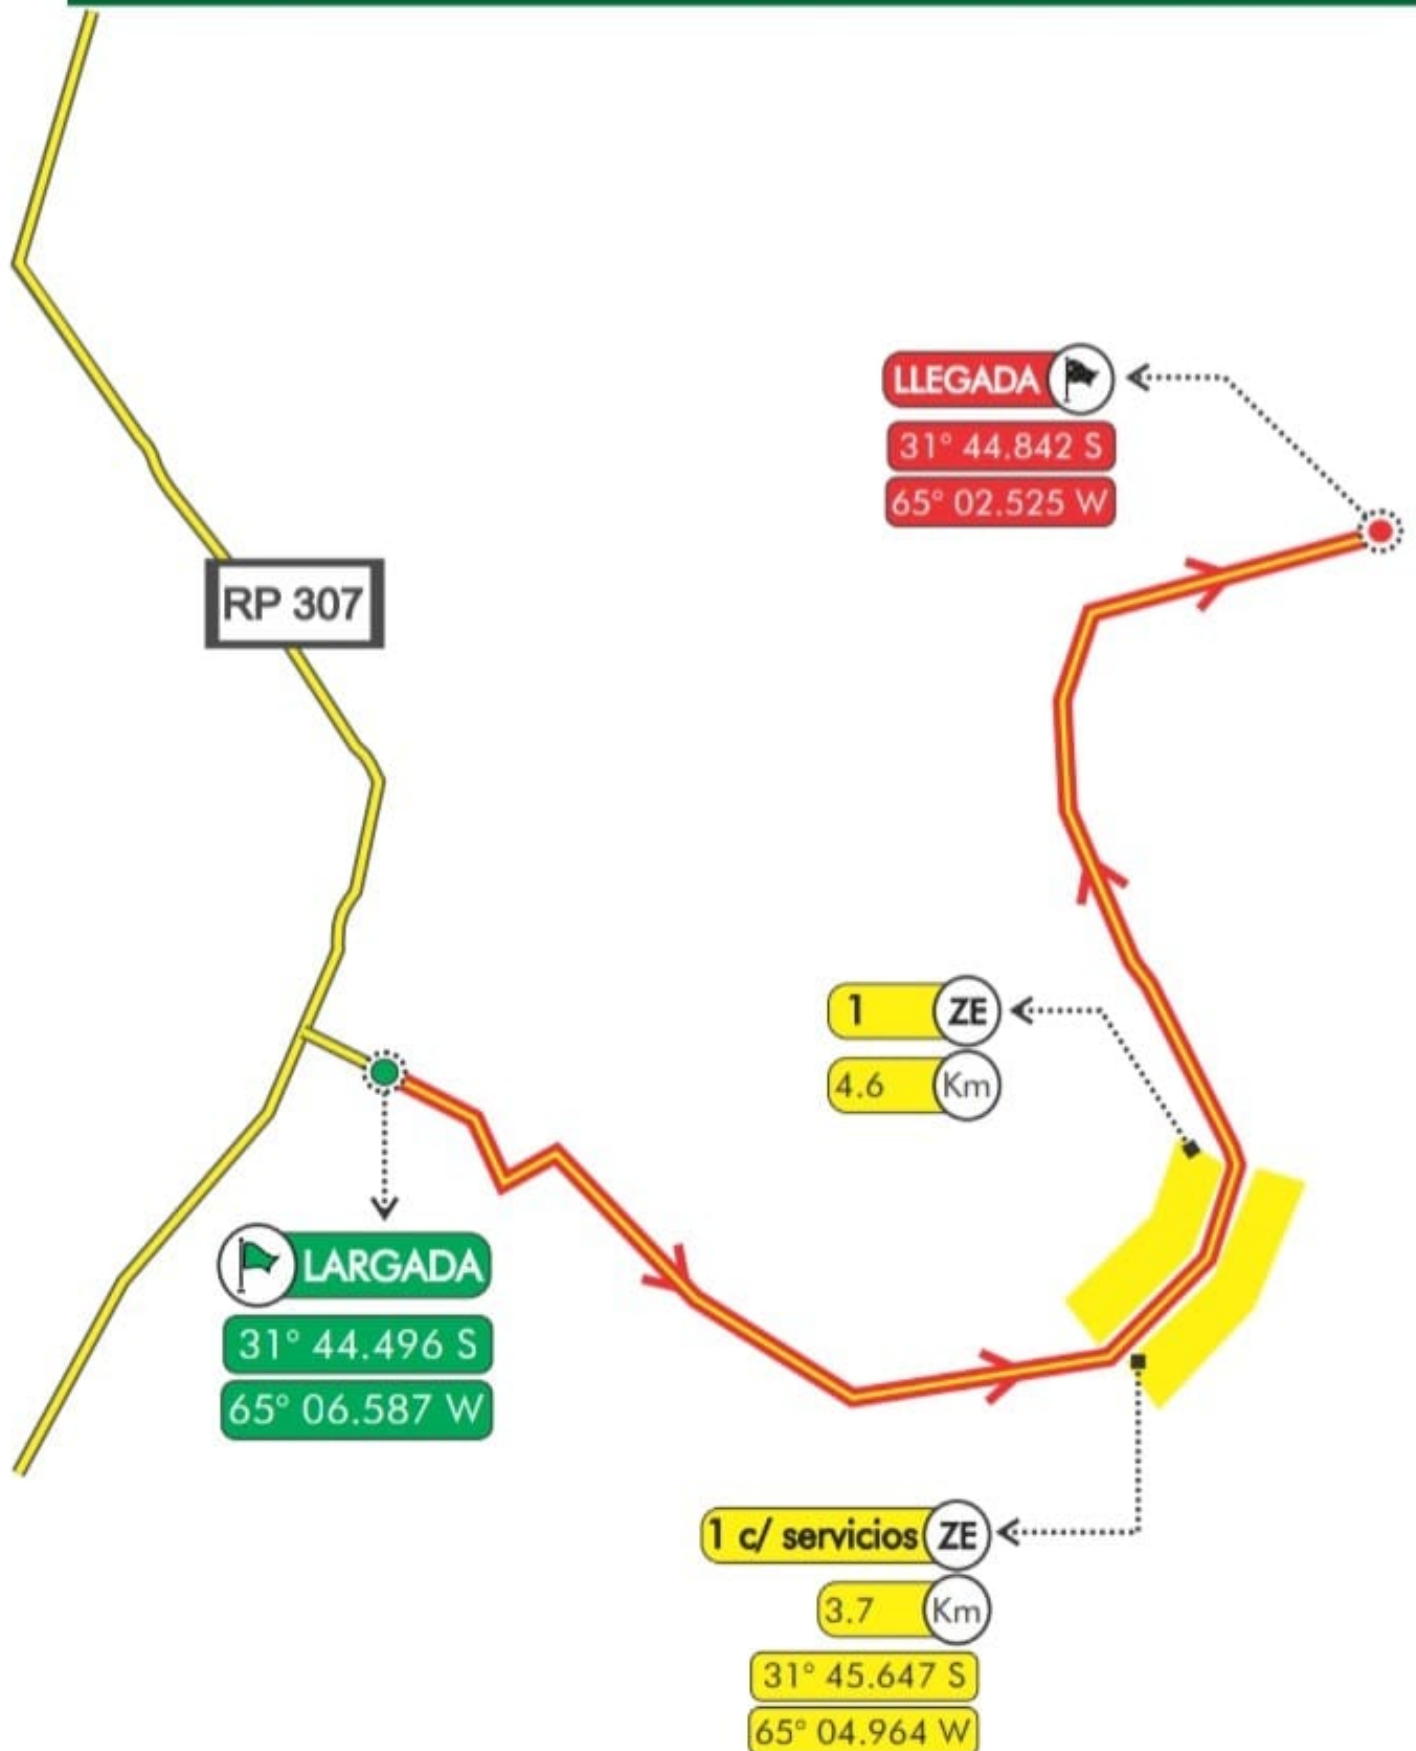 LLEGADA
31° 44.842 S
65° 02.525 W
RP 307
1 ZE
4.6 Km
LARGADA
31° 44.496 S
65° 06.587 W
1 c/ servicios ZE
3.7 Km
31° 45.647 S
65° 04.964 W